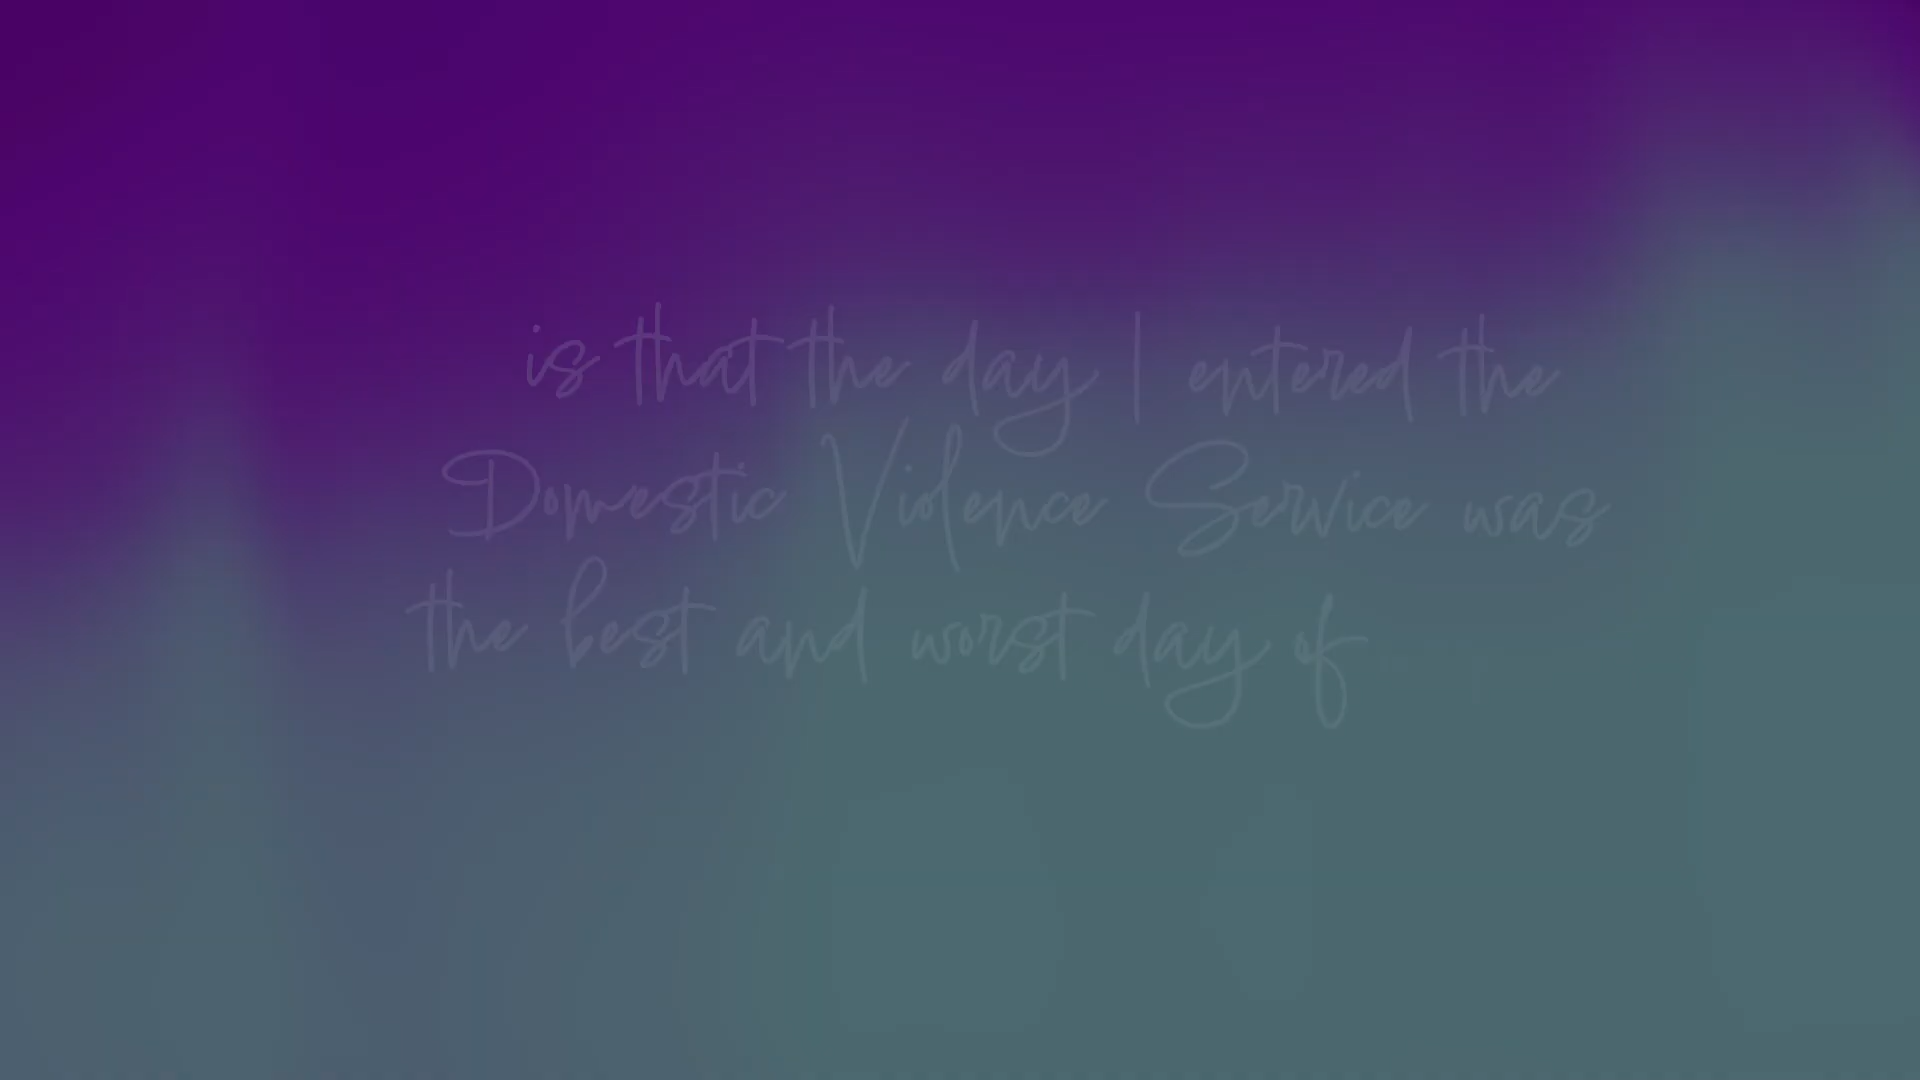 is that the day I entered the
Domestic Violence Service was
the best and worst day of